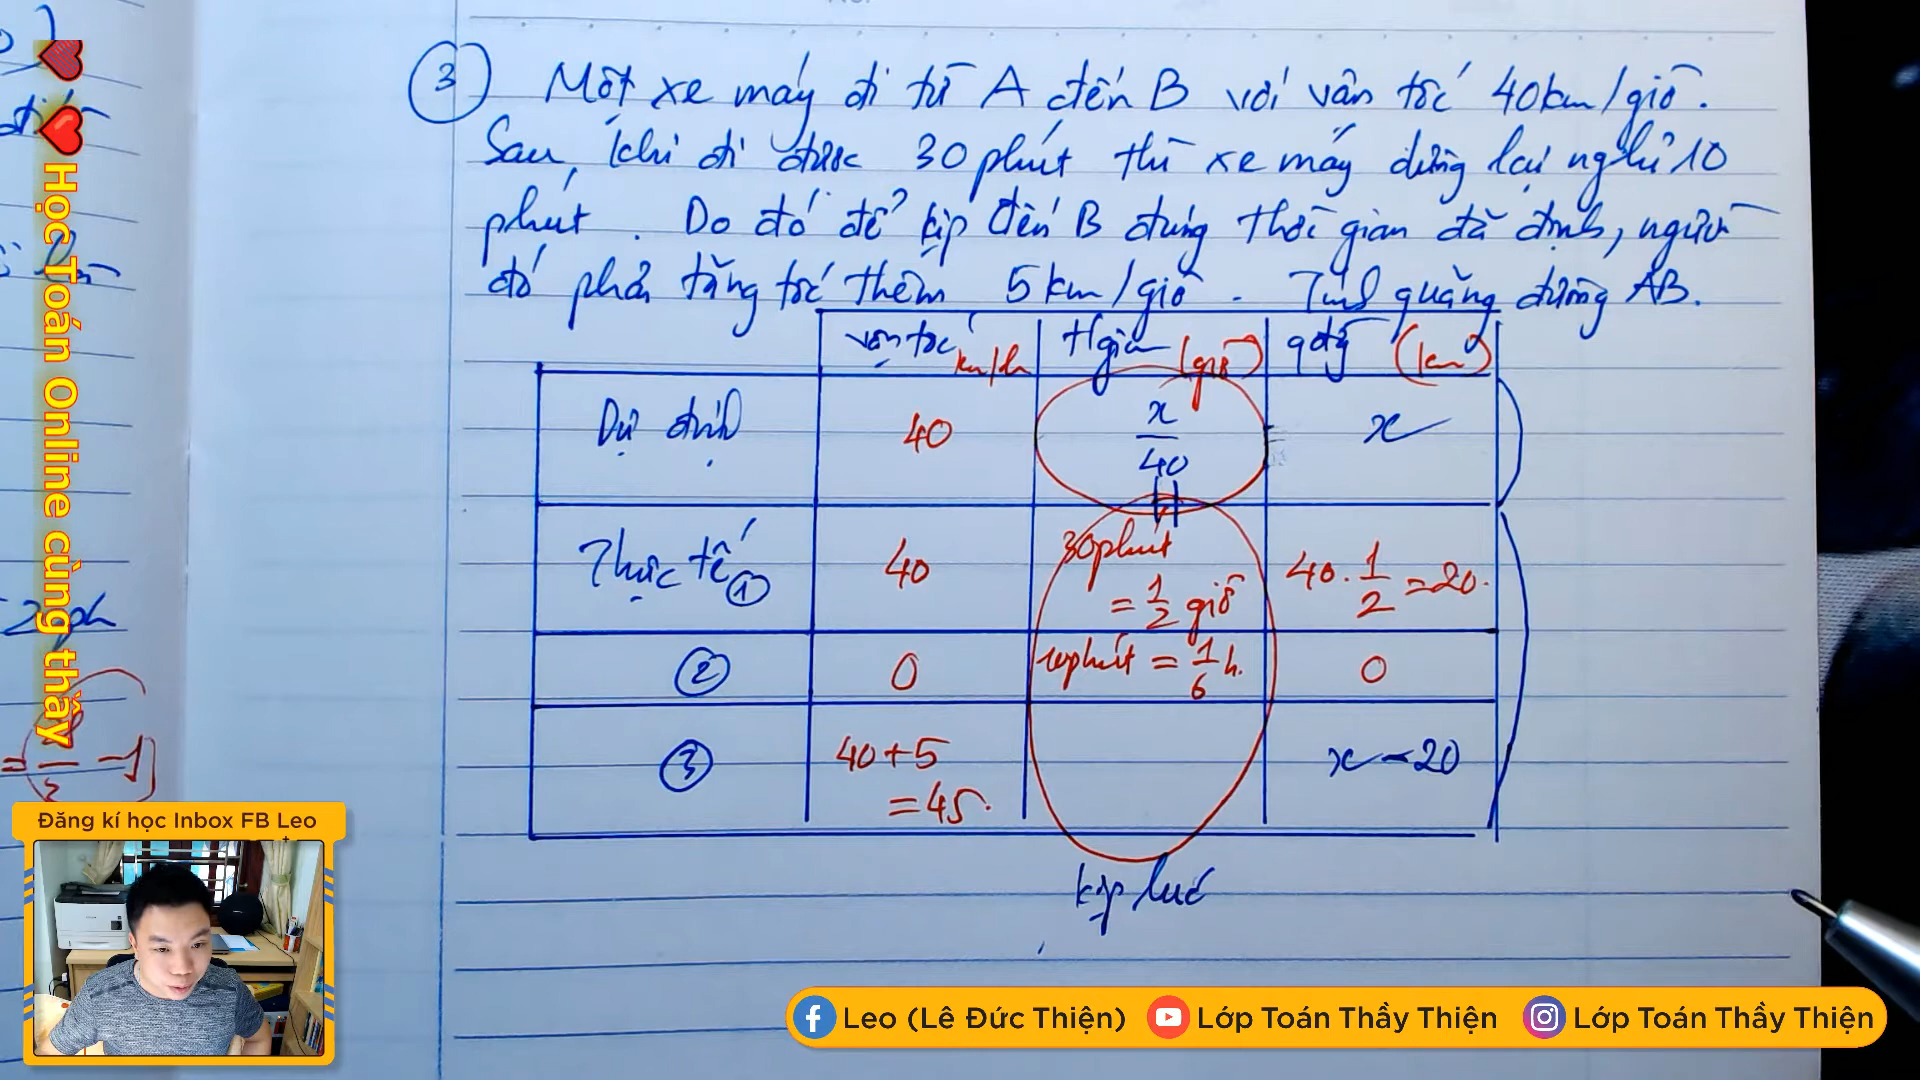 ③ Một xe máy đi từ A đến B với vận tốc 40km/giờ.
Sau khi đi được 30 phút thì xe máy dừng lại nghỉ 10
phút. Do đó để kịp đến B đúng thời gian đã định, người
đó phải tăng tốc thêm 5km/giờ. Tính quãng đường AB.
vận tốc km/h tgian (giờ) qđg (km)
Dự định 40 x/40 x
Thực tế ① 40 30 phút = 1/2 giờ 40. 1/2 = 20.
② 0 10 phút = 1/6 h. 0
③ 40+5 = 45. x - 20
kịp lúc
Học Toán Online cùng thầy
Đăng kí học Inbox FB Leo
Leo (Lê Đức Thiện) Lớp Toán Thầy Thiện Lớp Toán Thầy Thiện